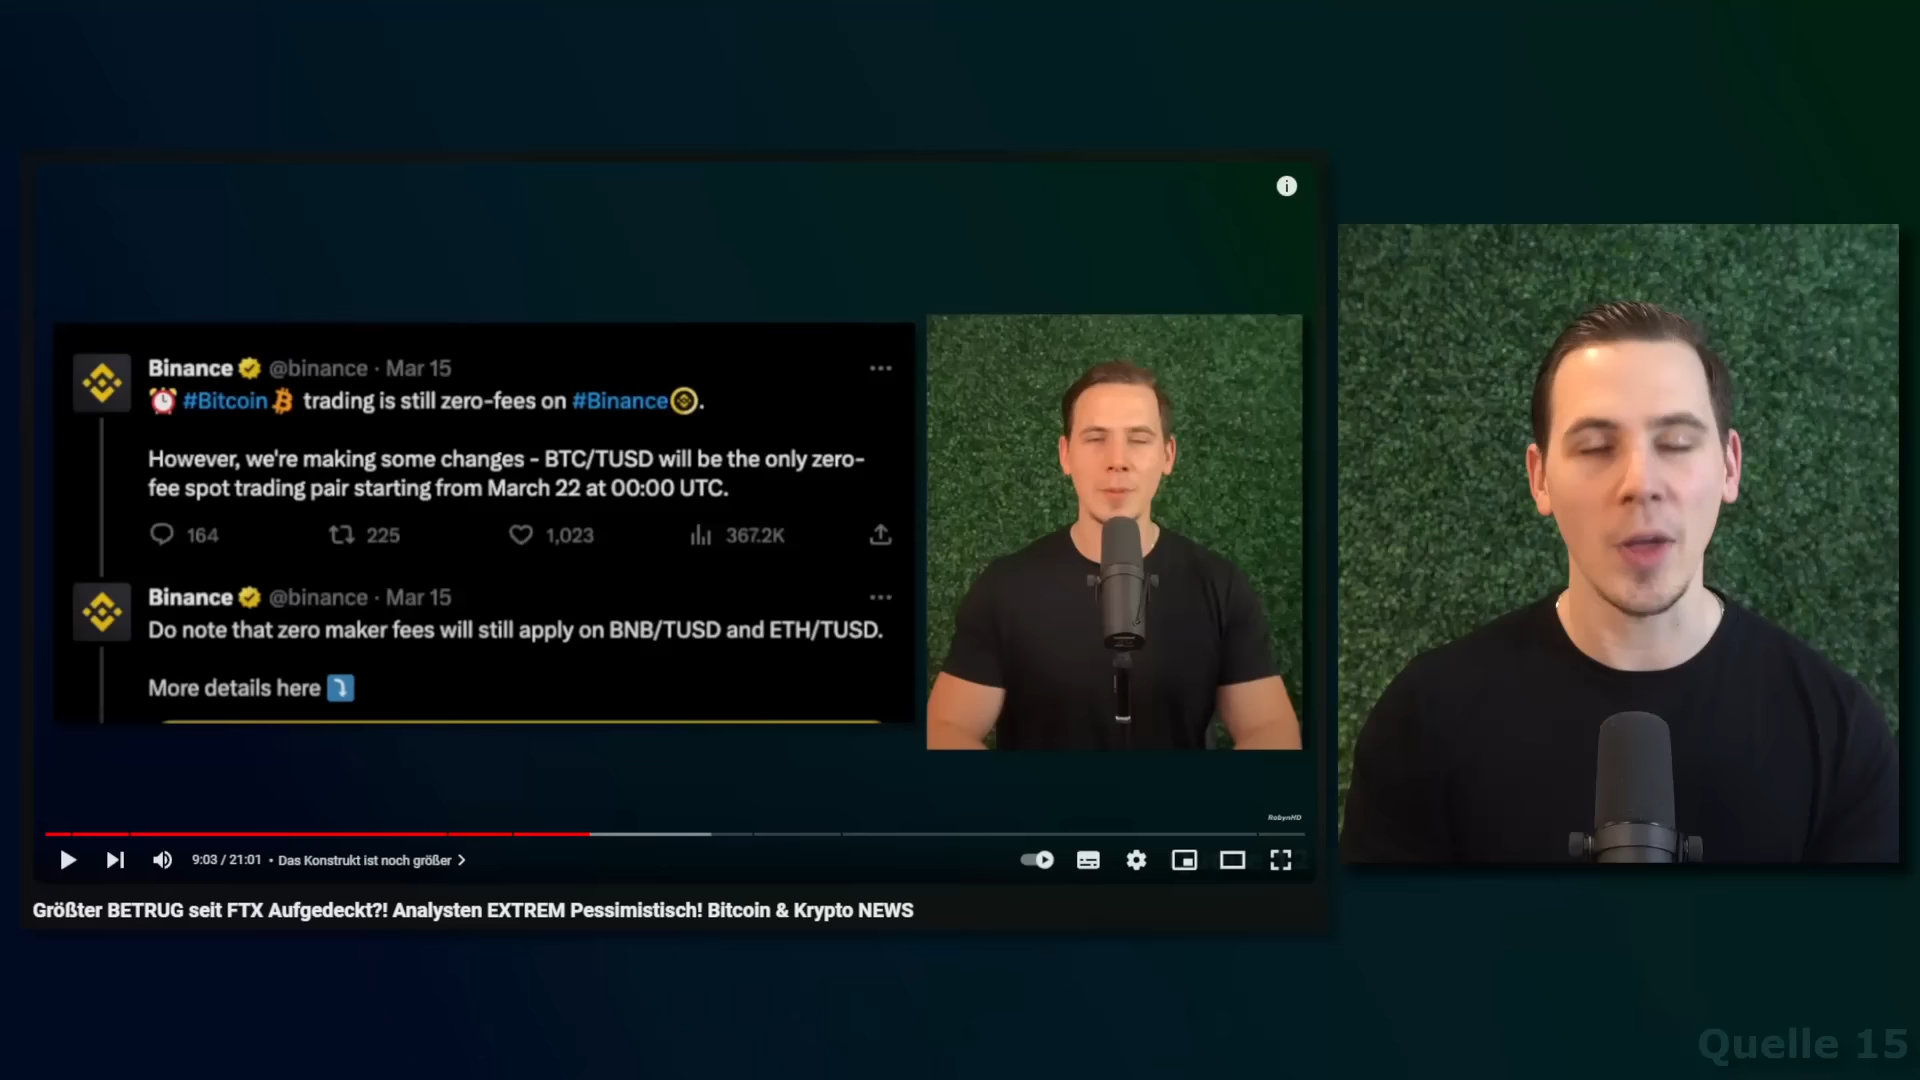 Binance @binance · Mar 15
#Bitcoin trading is still zero-fees on #Binance.
However, we're making some changes - BTC/TUSD will be the only zero-
fee spot trading pair starting from March 22 at 00:00 UTC.
164 225 1,023 367.2K
Binance @binance · Mar 15
Do note that zero maker fees will still apply on BNB/TUSD and ETH/TUSD.
More details here
RobynHD
9:03 / 21:01 • Das Konstrukt ist noch größer
Größter BETRUG seit FTX Aufgedeckt?! Analysten EXTREM Pessimistisch! Bitcoin & Krypto NEWS
Quelle 15